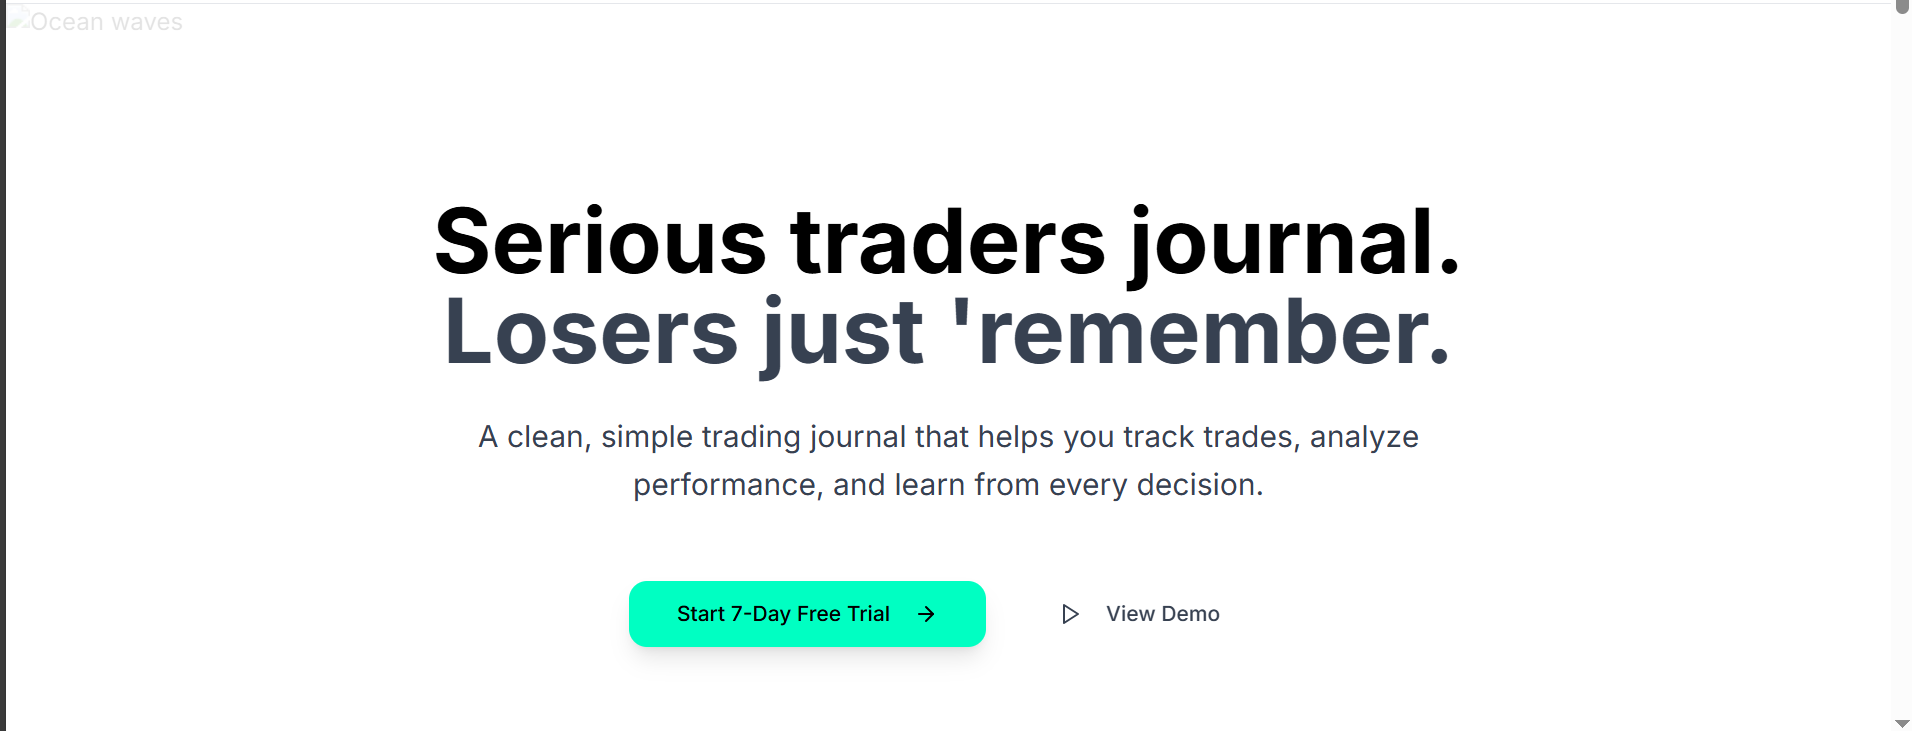 Ocean waves
Serious traders journal.
Losers just 'remember.
A clean, simple trading journal that helps you track trades, analyze
performance, and learn from every decision.
Start 7-Day Free Trial
View Demo